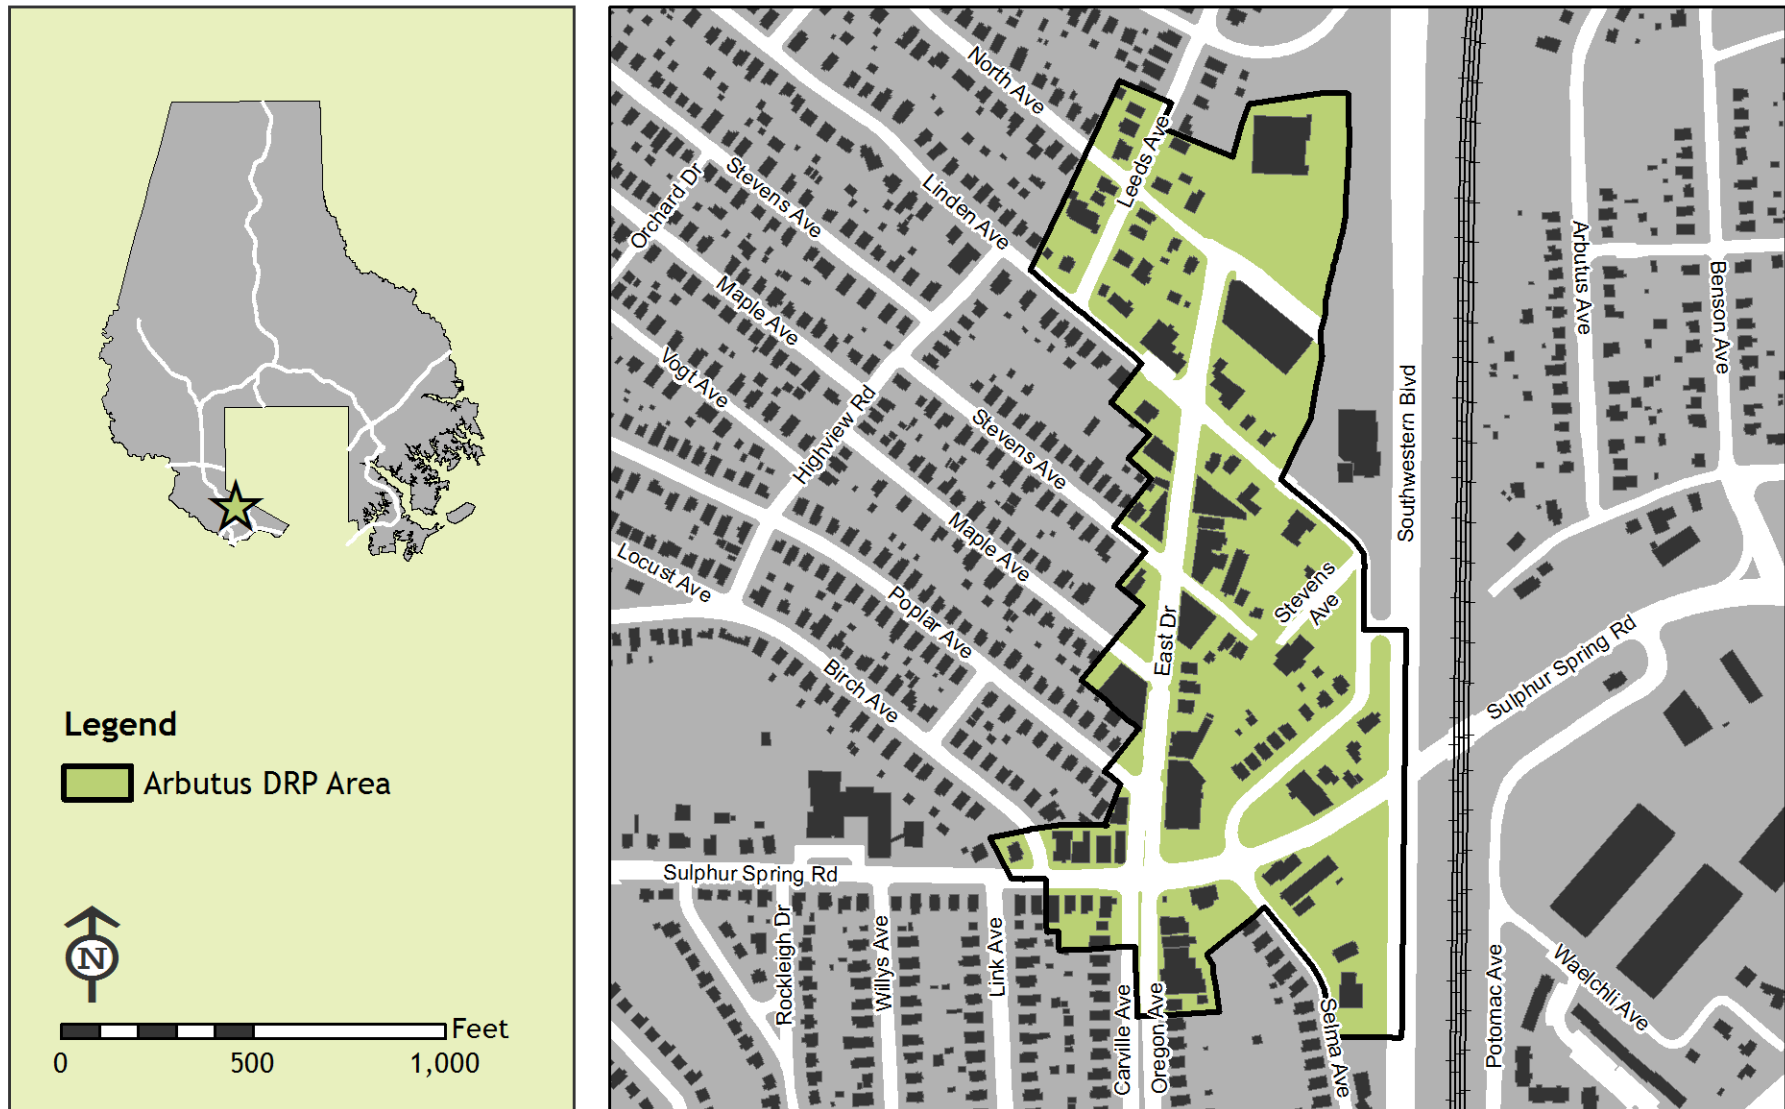 Legend
Arbutus DRP Area
N
Feet
0
500
1,000
North Ave
Leeds Ave
Stevens Ave
Orchard Dr
Linden Ave
Maple Ave
Vogt Ave
Highview Rd
Stevens Ave
Maple Ave
Locust Ave
Poplar Ave
Birch Ave
East Dr
Stevens
Ave
Southwestern Blvd
Arbutus Ave
Benson Ave
Sulphur Spring Rd
Sulphur Spring Rd
Rockleigh Dr
Willys Ave
Link Ave
Carville Ave
Oregon Ave
Selma Ave
Potomac Ave
Waelchli Ave